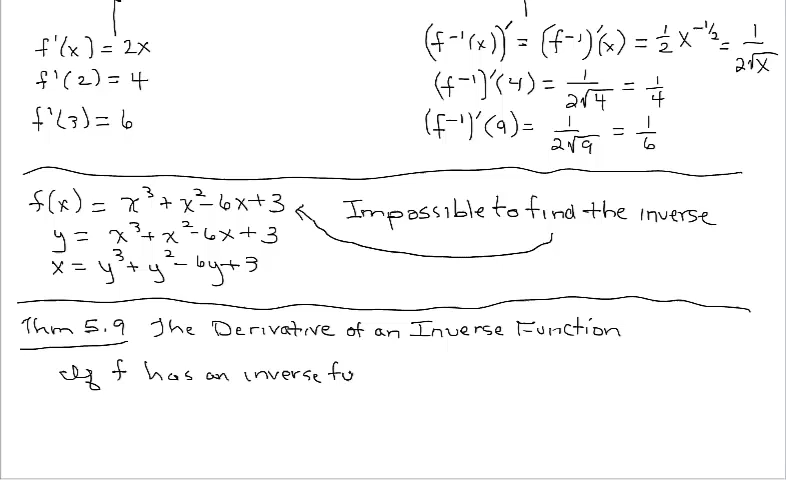 f'(x) = 2x
f'(2) = 4
f'(3) = 6
(f⁻¹(x))' = (f⁻¹)'(x) = 1/2 x^(-1/2) = 1/(2√x)
(f⁻¹)'(4) = 1/(2√4) = 1/4
(f⁻¹)'(9) = 1/(2√9) = 1/6
f(x) = x³ + x² - 6x + 3
Impossible to find the inverse
y = x³ + x² - 6x + 3
x = y³ + y² - 6y + 3
Thm 5.9 The Derivative of an Inverse Function
If f has an inverse fu